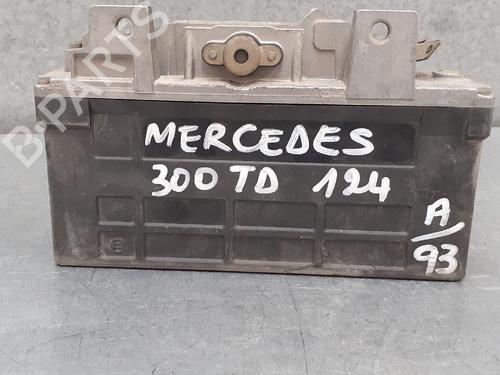 B-PARTS
MERCEDES
300 TD 124
A/93